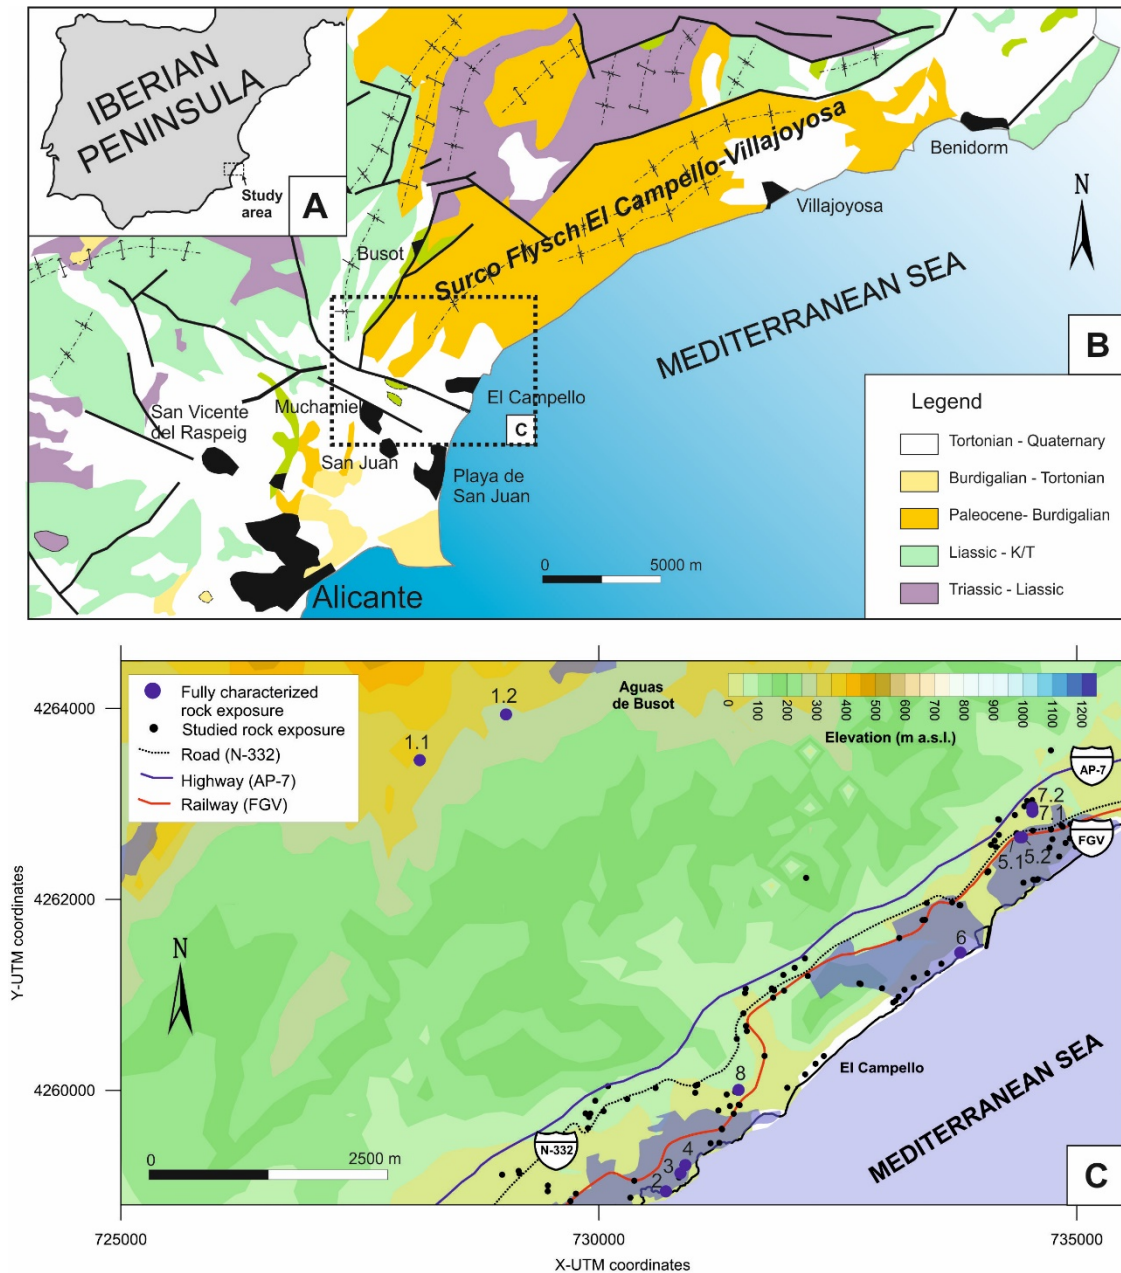 IBERIAN
PENINSULA
Study
area
A
Surco Flysch El Campello-Villajoyosa
Benidorm
Villajoyosa
N
Busot
MEDITERRANEAN SEA
B
El Campello
C
San Vicente
del Raspeig
Muchamiel
San Juan
Playa de
San Juan
Alicante
0
5000 m
Legend
Tortonian - Quaternary
Burdigalian - Tortonian
Paleocene- Burdigalian
Liassic - K/T
Triassic - Liassic
Fully characterized
rock exposure
Studied rock exposure
Road (N-332)
Highway (AP-7)
Railway (FGV)
1.2
1.1
Aguas
de Busot
0
100
200
300
400
500
600
700
800
900
1000
1100
1200
Elevation (m a.s.l.)
AP-7
7.2
7.1
FGV
5.1
5.2
6
N
El Campello
8
MEDITERRANEAN SEA
N-332
4
3
2
0
2500 m
C
4264000
4262000
4260000
Y-UTM coordinates
725000
730000
735000
X-UTM coordinates